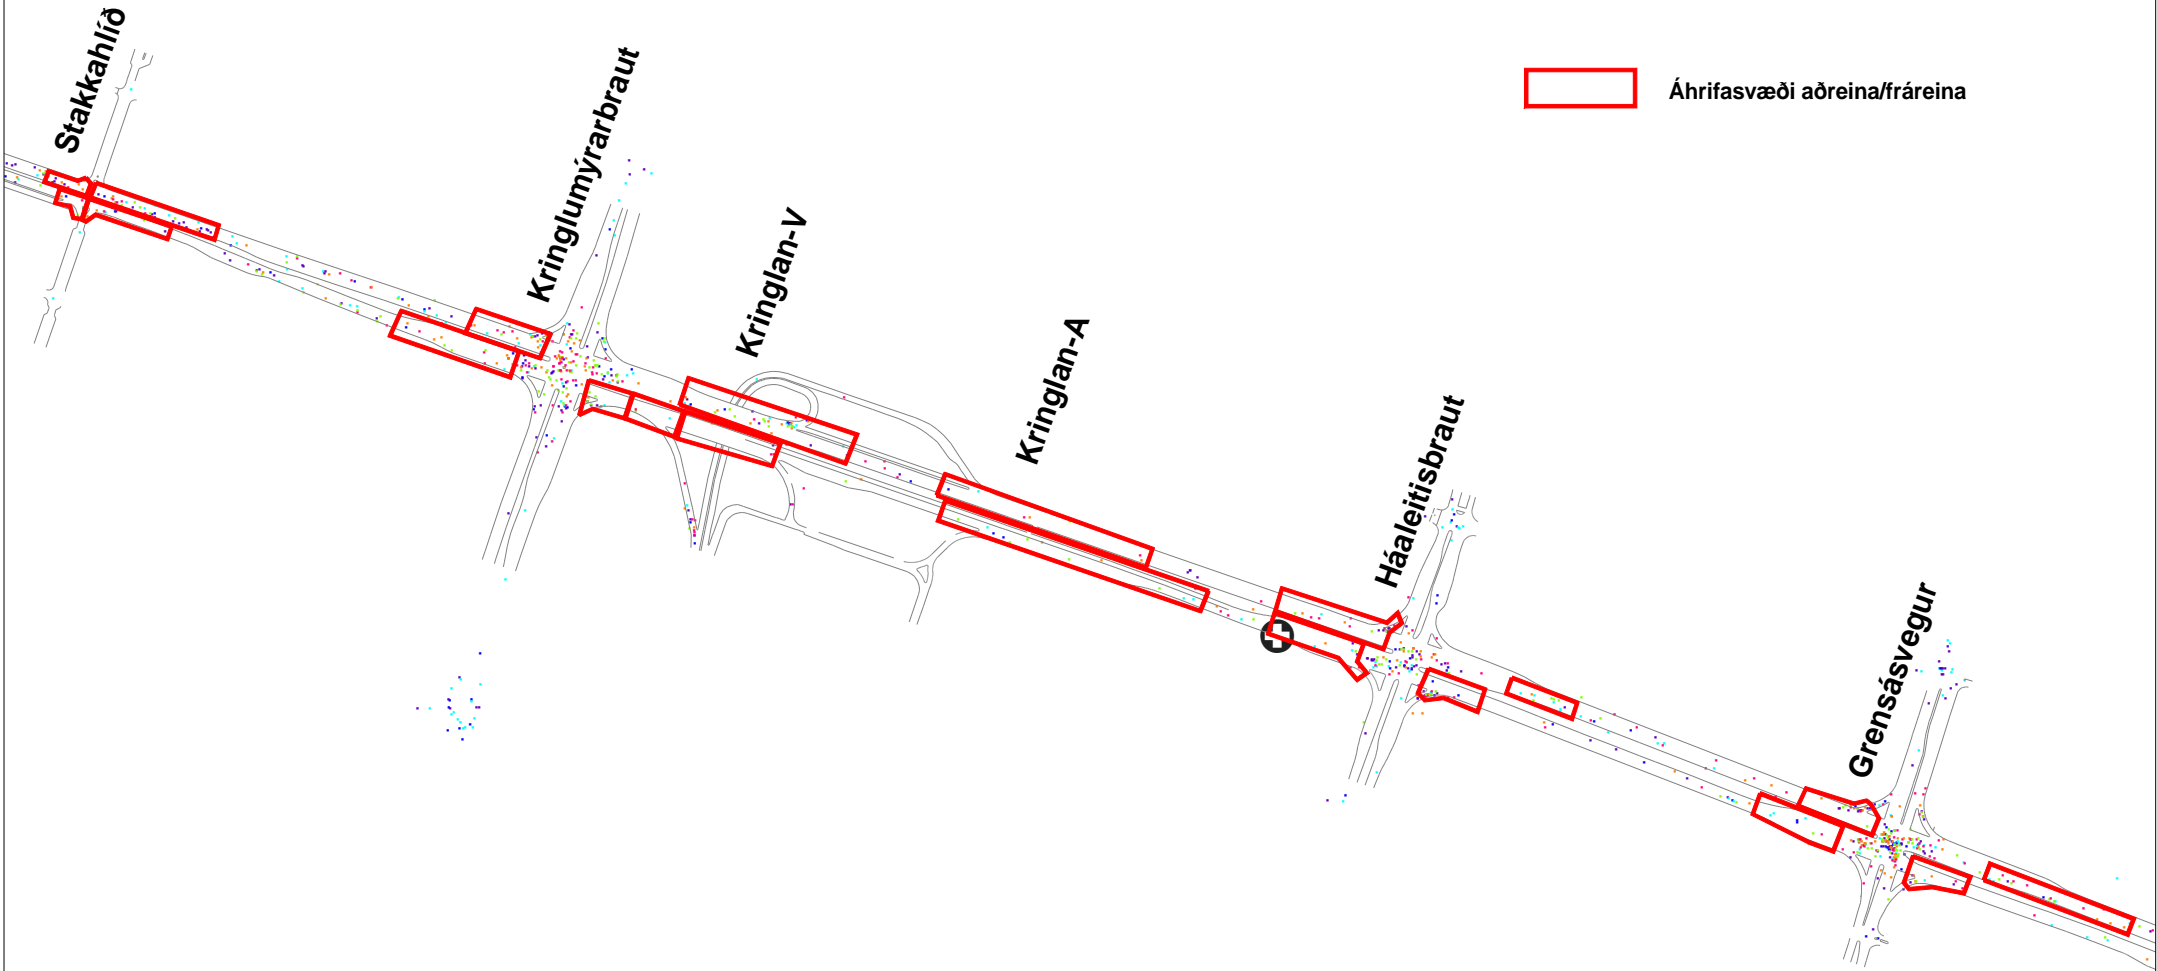 Stakkahlíð
Kringlumýrarbraut
Kringlan-V
Kringlan-A
Háaleitisbraut
Grensásvegur
Áhrifasvæði aðreina/fráreina